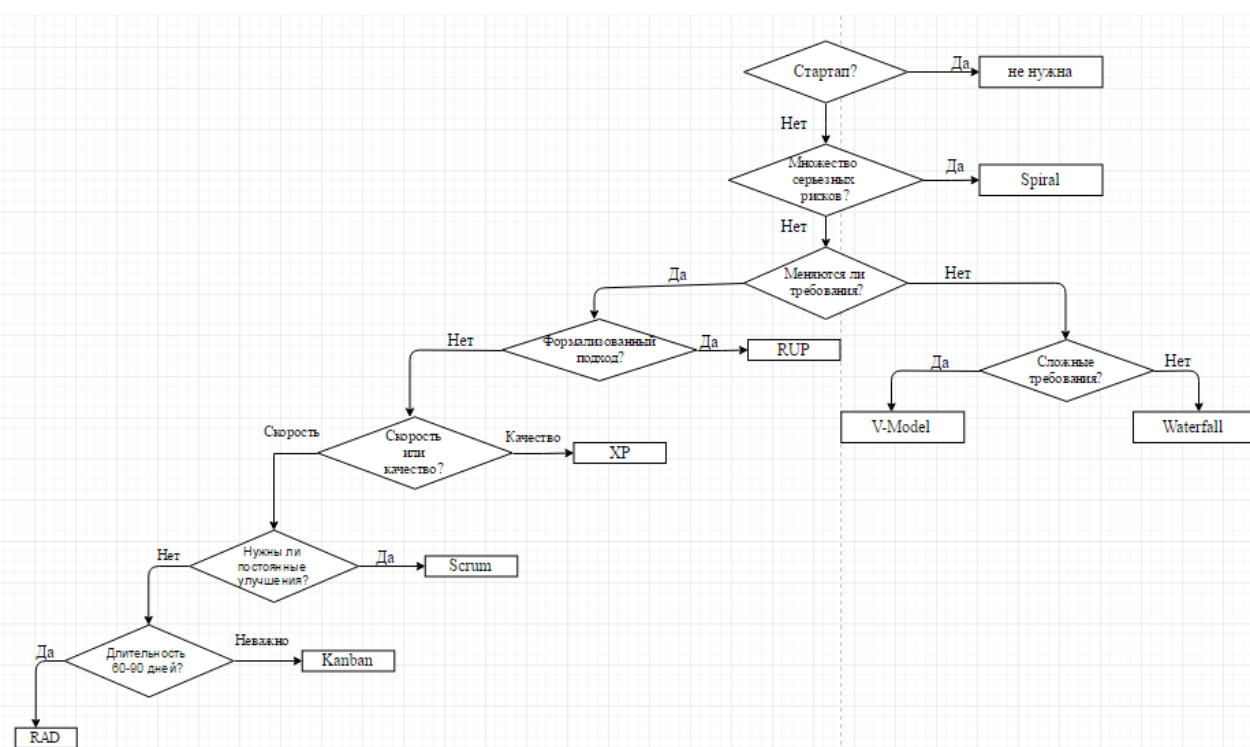 Стартап?
Да
не нужна
Нет
Множество
серьезных
рисков?
Да
Spiral
Нет
Меняются ли
требования?
Да
Нет
Формализованный
подход?
Нет
Да
RUP
Сложные
требования?
Да
Нет
V-Model
Waterfall
Скорость
или
качество?
Скорость
Качество
XP
Нужны ли
постоянные
улучшения?
Нет
Да
Scrum
Длительность
60-90 дней?
Да
Неважно
Kanban
RAD